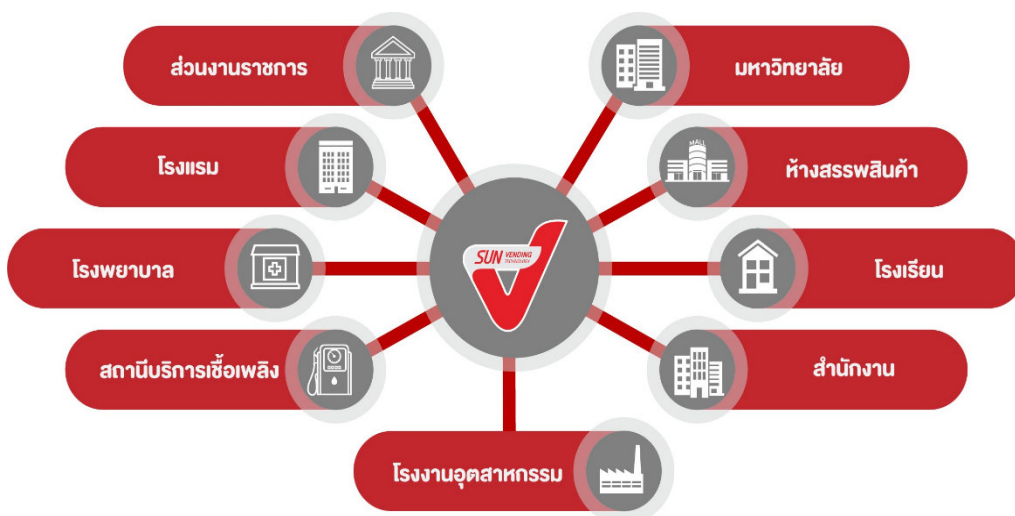 ส่วนงานราชการ
มหาวิทยาลัย
โรงแรม
MALL
ห้างสรรพสินค้า
SUN VENDING
TECHNOLOGY
โรงพยาบาล
โรงเรียน
สถานีบริการเชื้อเพลิง
สำนักงาน
โรงงานอุตสาหกรรม